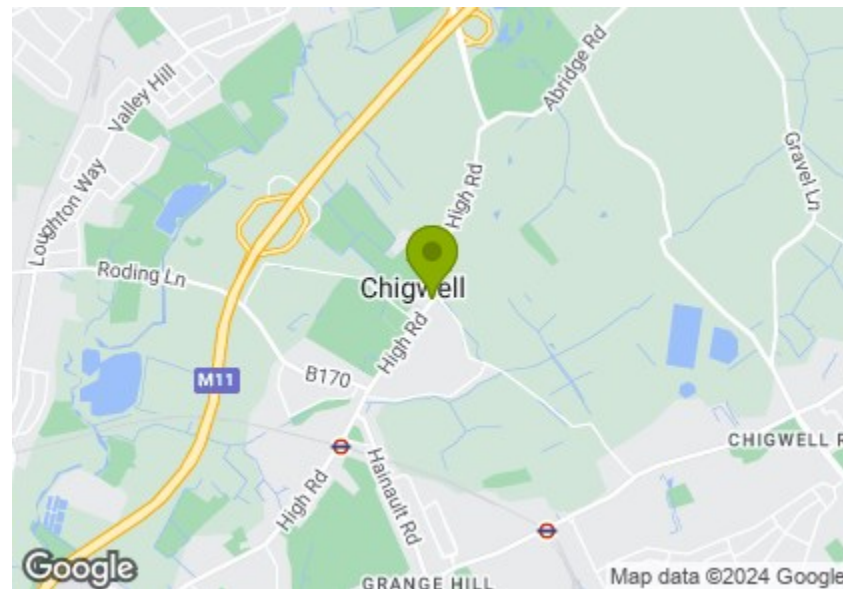 Valley Hill
Abridge Rd
Gravel Ln
High Rd
Loughton Way
Roding Ln
Chigwell
High Rd
B170
M11
CHIGWELL R
Hainault Rd
High Rd
GRANGE HILL
Google
Map data ©2024 Google